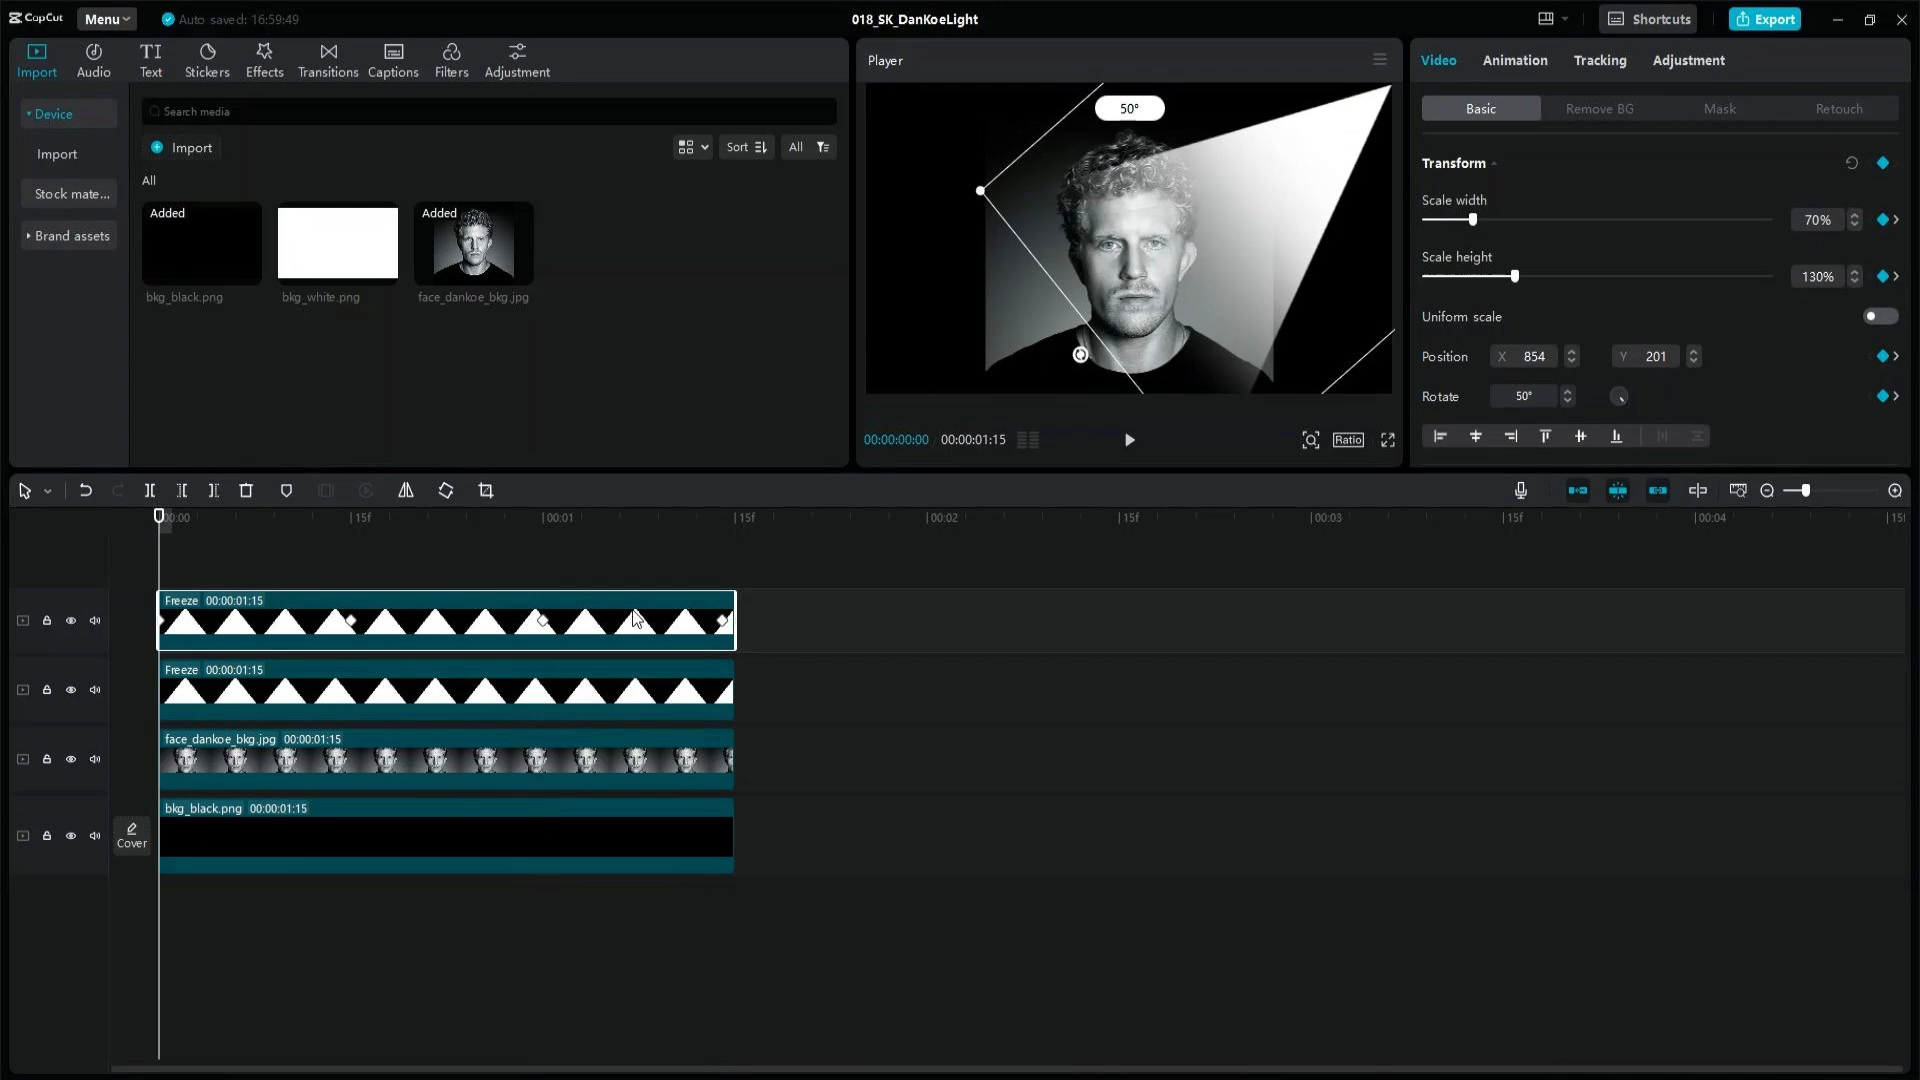 CapCut Menu Auto saved: 16:59:49 018_SK_DanKoeLight Shortcuts Export
Import Audio Text Stickers Effects Transitions Captions Filters Adjustment
TI
Device
Import
Stock mate...
Brand assets
Search media
Import Sort All
All
Added Added
bkg_black.png bkg_white.png face_dankoe_bkg.jpg
Player
50°
00:00:00:00 / 00:00:01:15 Ratio
Video Animation Tracking Adjustment
Basic Remove BG Mask Retouch
Transform
Scale width
70%
Scale height
130%
Uniform scale
Position X 854 Y 201
Rotate 50°
00:00 15f 00:01 15f 00:02 15f 00:03 15f 00:04 15f
Freeze 00:00:01:15
Freeze 00:00:01:15
face_dankoe_bkg.jpg 00:00:01:15
bkg_black.png 00:00:01:15
Cover